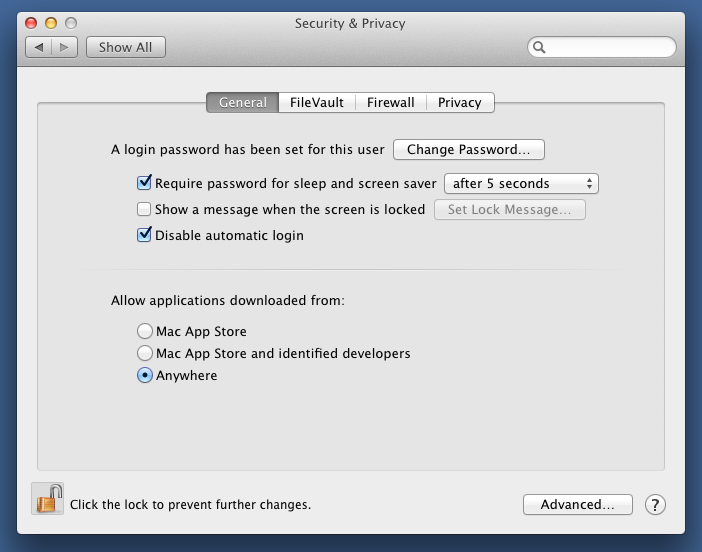 Security & Privacy
Show All
General FileVault Firewall Privacy
A login password has been set for this user Change Password...
Require password for sleep and screen saver after 5 seconds
Show a message when the screen is locked Set Lock Message...
Disable automatic login
Allow applications downloaded from:
Mac App Store
Mac App Store and identified developers
Anywhere
Click the lock to prevent further changes. Advanced... ?